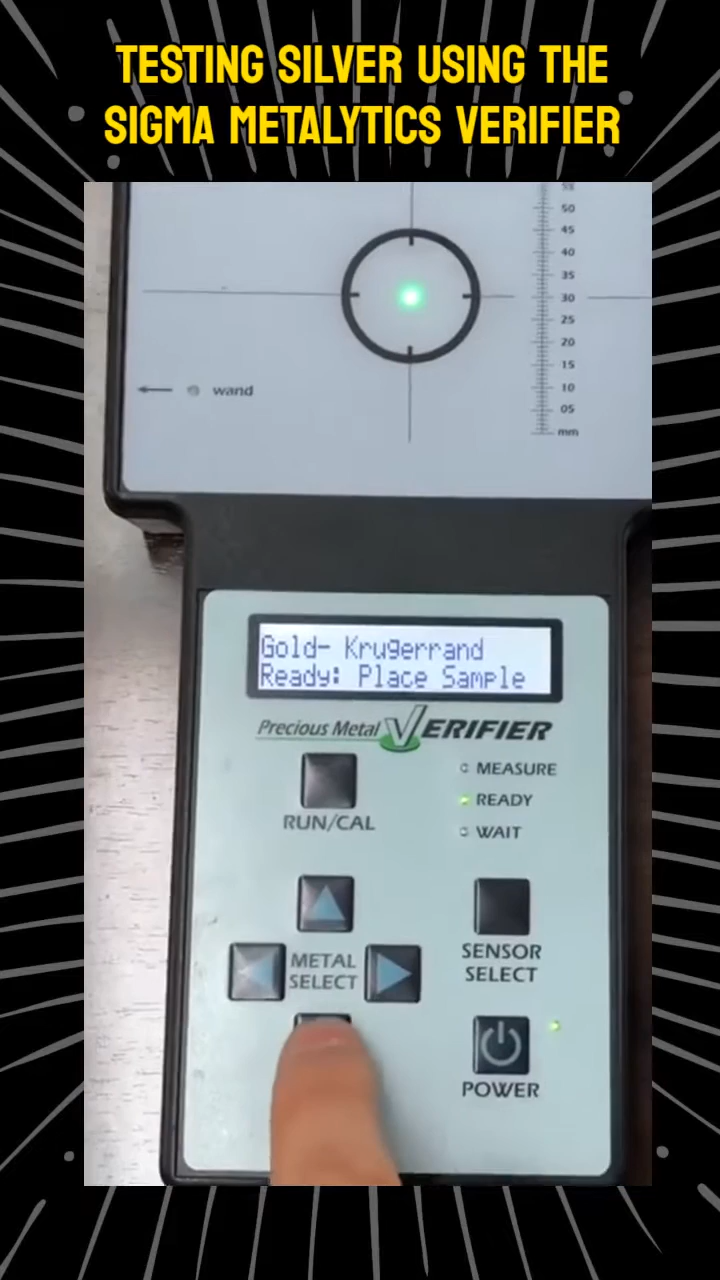 TESTING SILVER USING THE
SIGMA METALYTICS VERIFIER
50
45
40
35
30
25
20
15
10
05
mm
wand
Gold- Krugerrand
Ready: Place Sample
Precious Metal VERIFIER
MEASURE
RUN/CAL
READY
WAIT
METAL
SELECT
SENSOR
SELECT
POWER